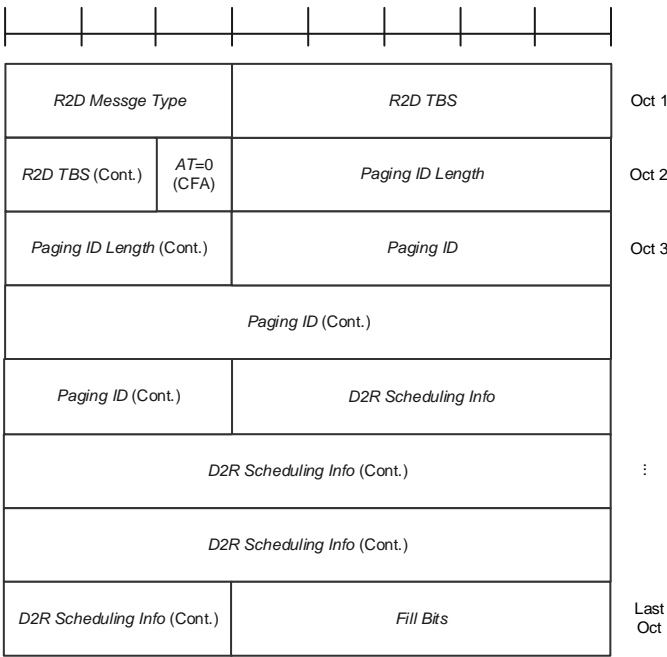 R2D Messge Type R2D TBS Oct 1
R2D TBS (Cont.) AT=0 (CFA) Paging ID Length Oct 2
Paging ID Length (Cont.) Paging ID Oct 3
Paging ID (Cont.)
Paging ID (Cont.) D2R Scheduling Info
D2R Scheduling Info (Cont.) ⋮
D2R Scheduling Info (Cont.)
D2R Scheduling Info (Cont.) Fill Bits Last Oct